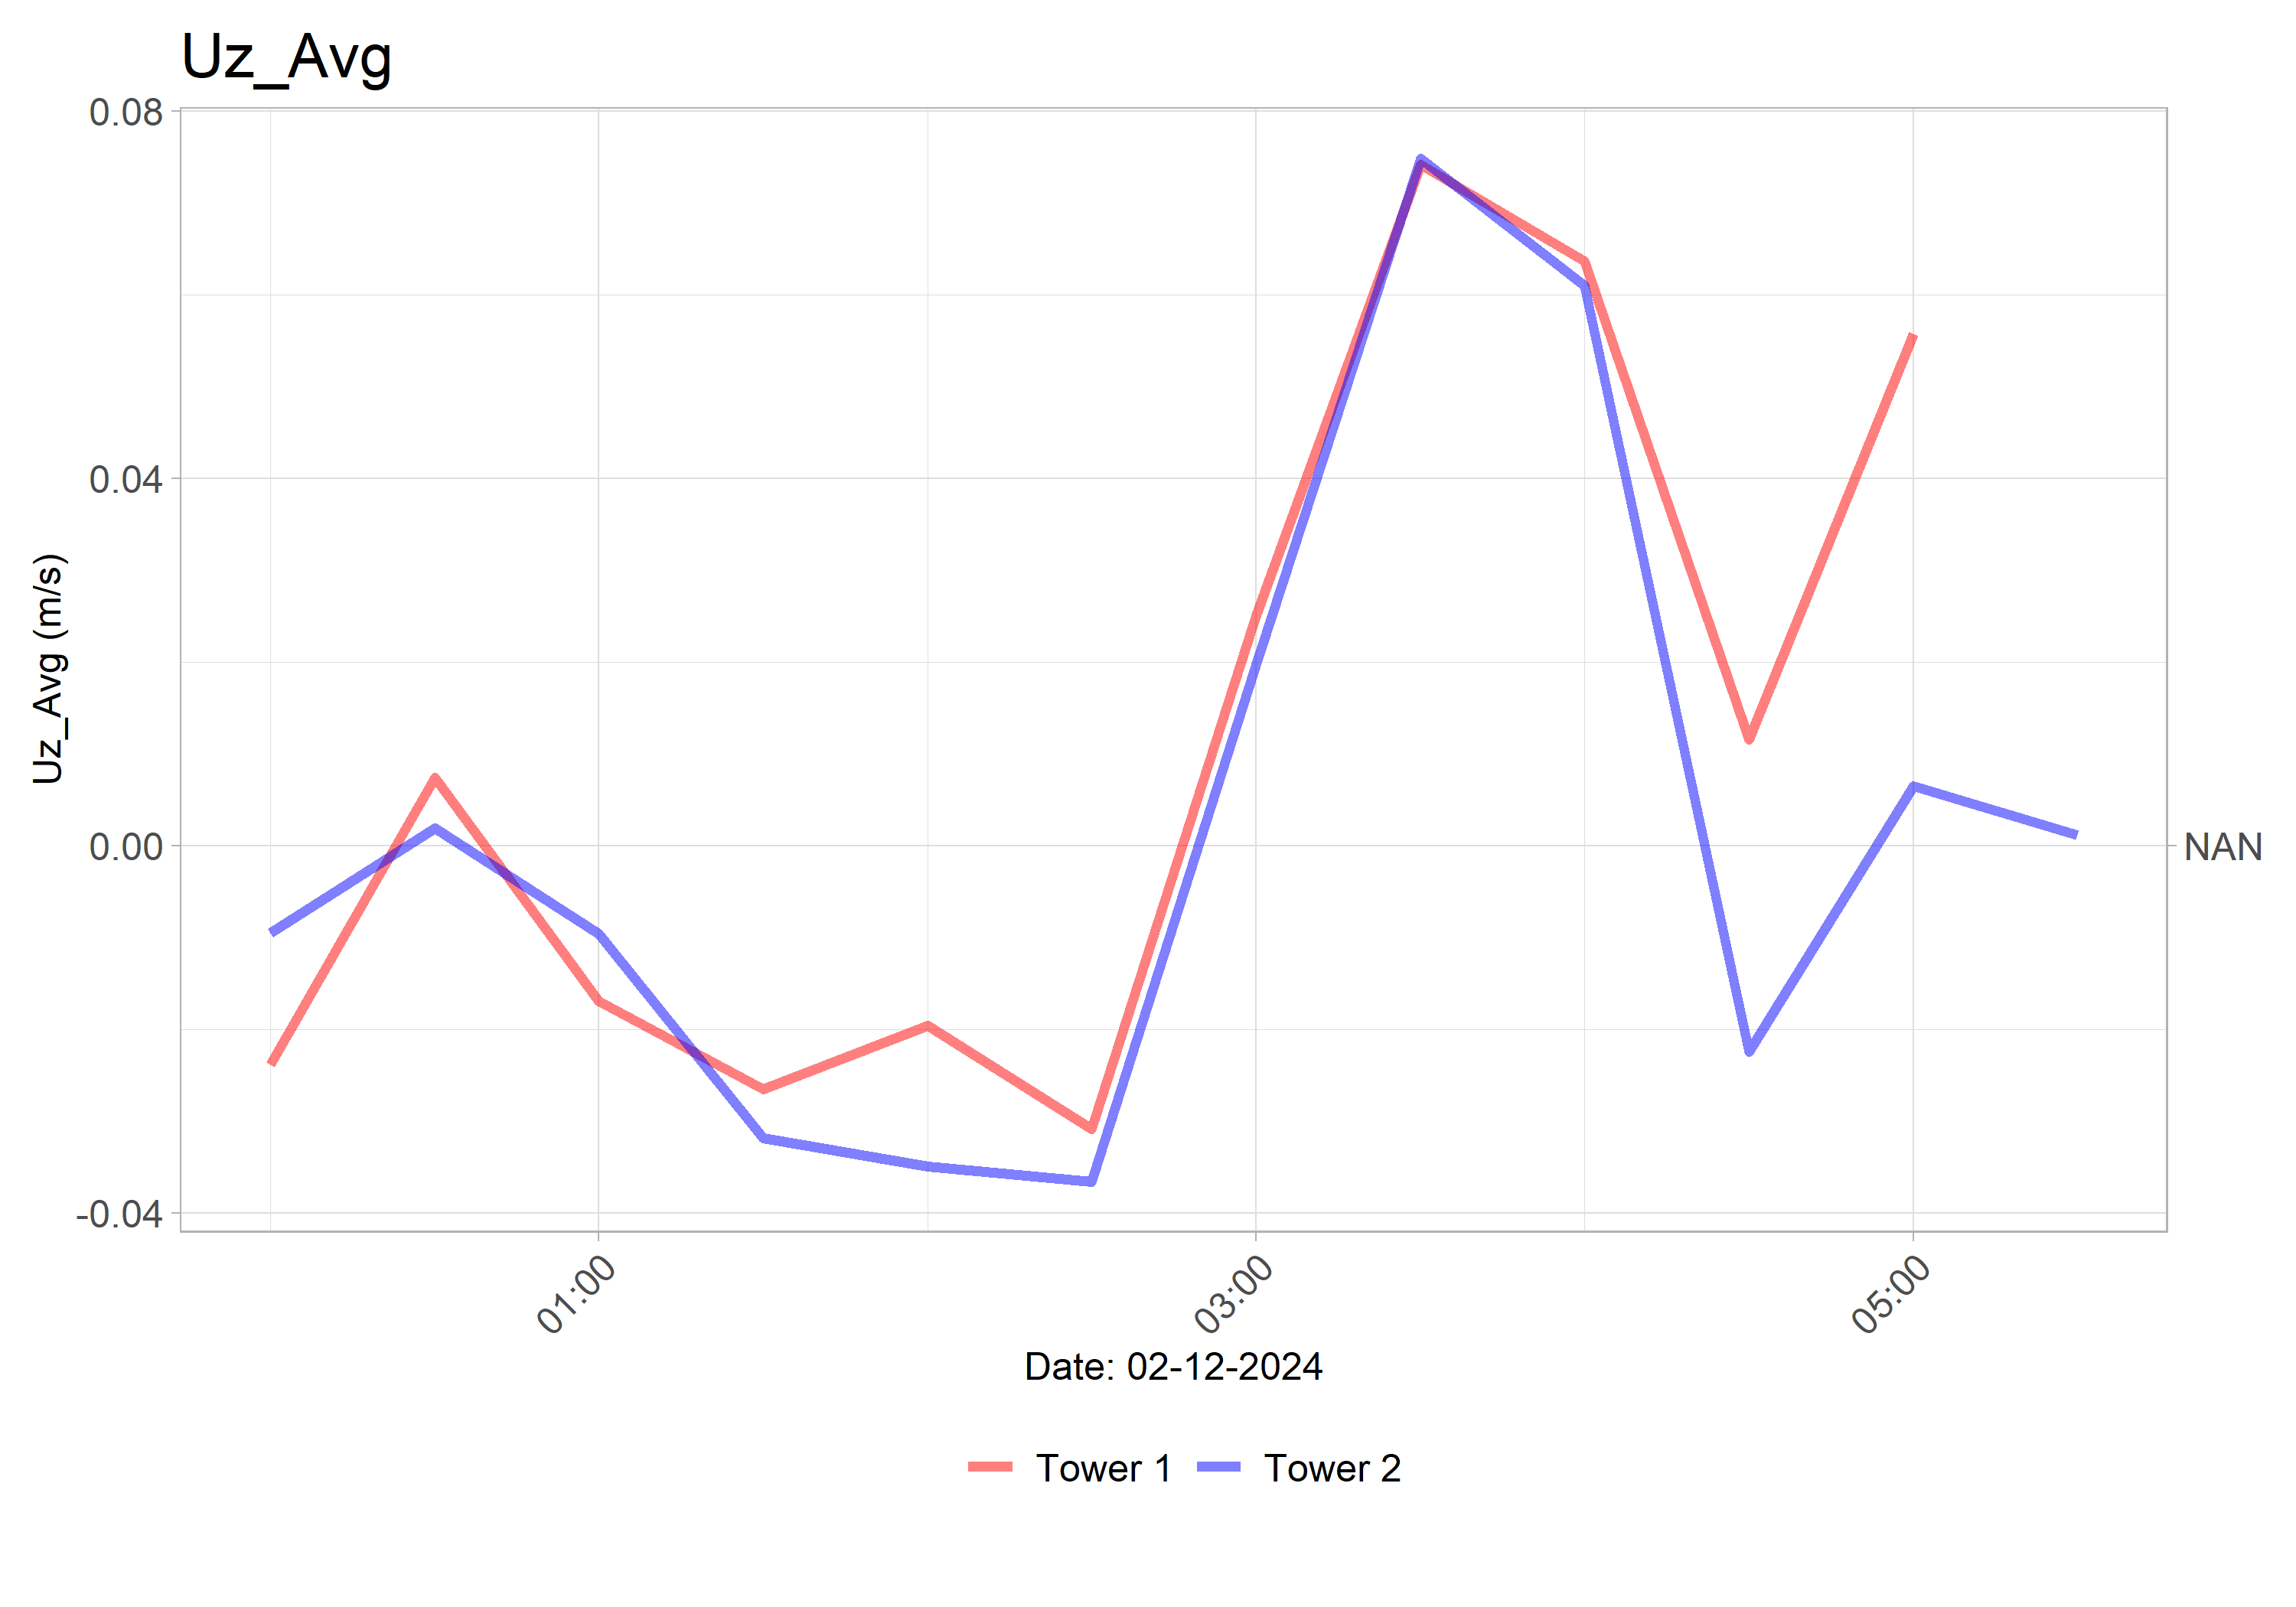 Uz_Avg
0.08
0.04
0.00
-0.04
Uz_Avg (m/s)
NAN
01:00
03:00
05:00
Date: 02-12-2024
Tower 1
Tower 2